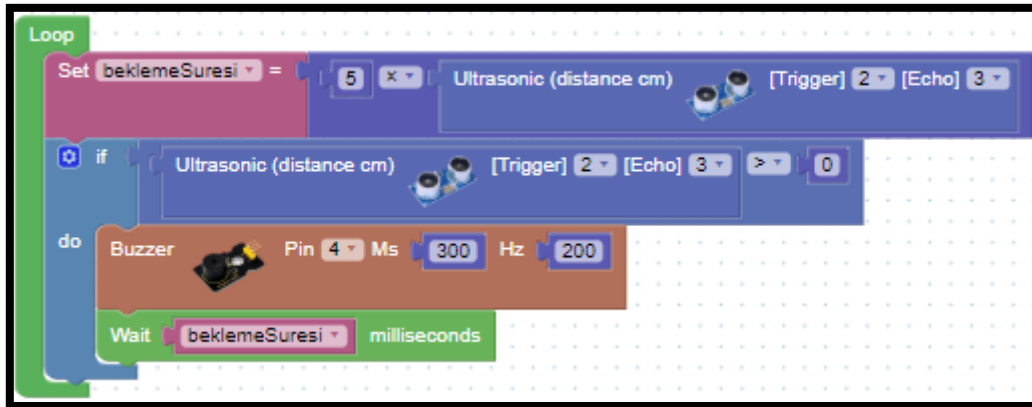 Loop
Set beklemeSuresi = 5 x Ultrasonic (distance cm) [Trigger] 2 [Echo] 3
if Ultrasonic (distance cm) [Trigger] 2 [Echo] 3 > 0
do Buzzer Pin 4 Ms 300 Hz 200
Wait beklemeSuresi milliseconds